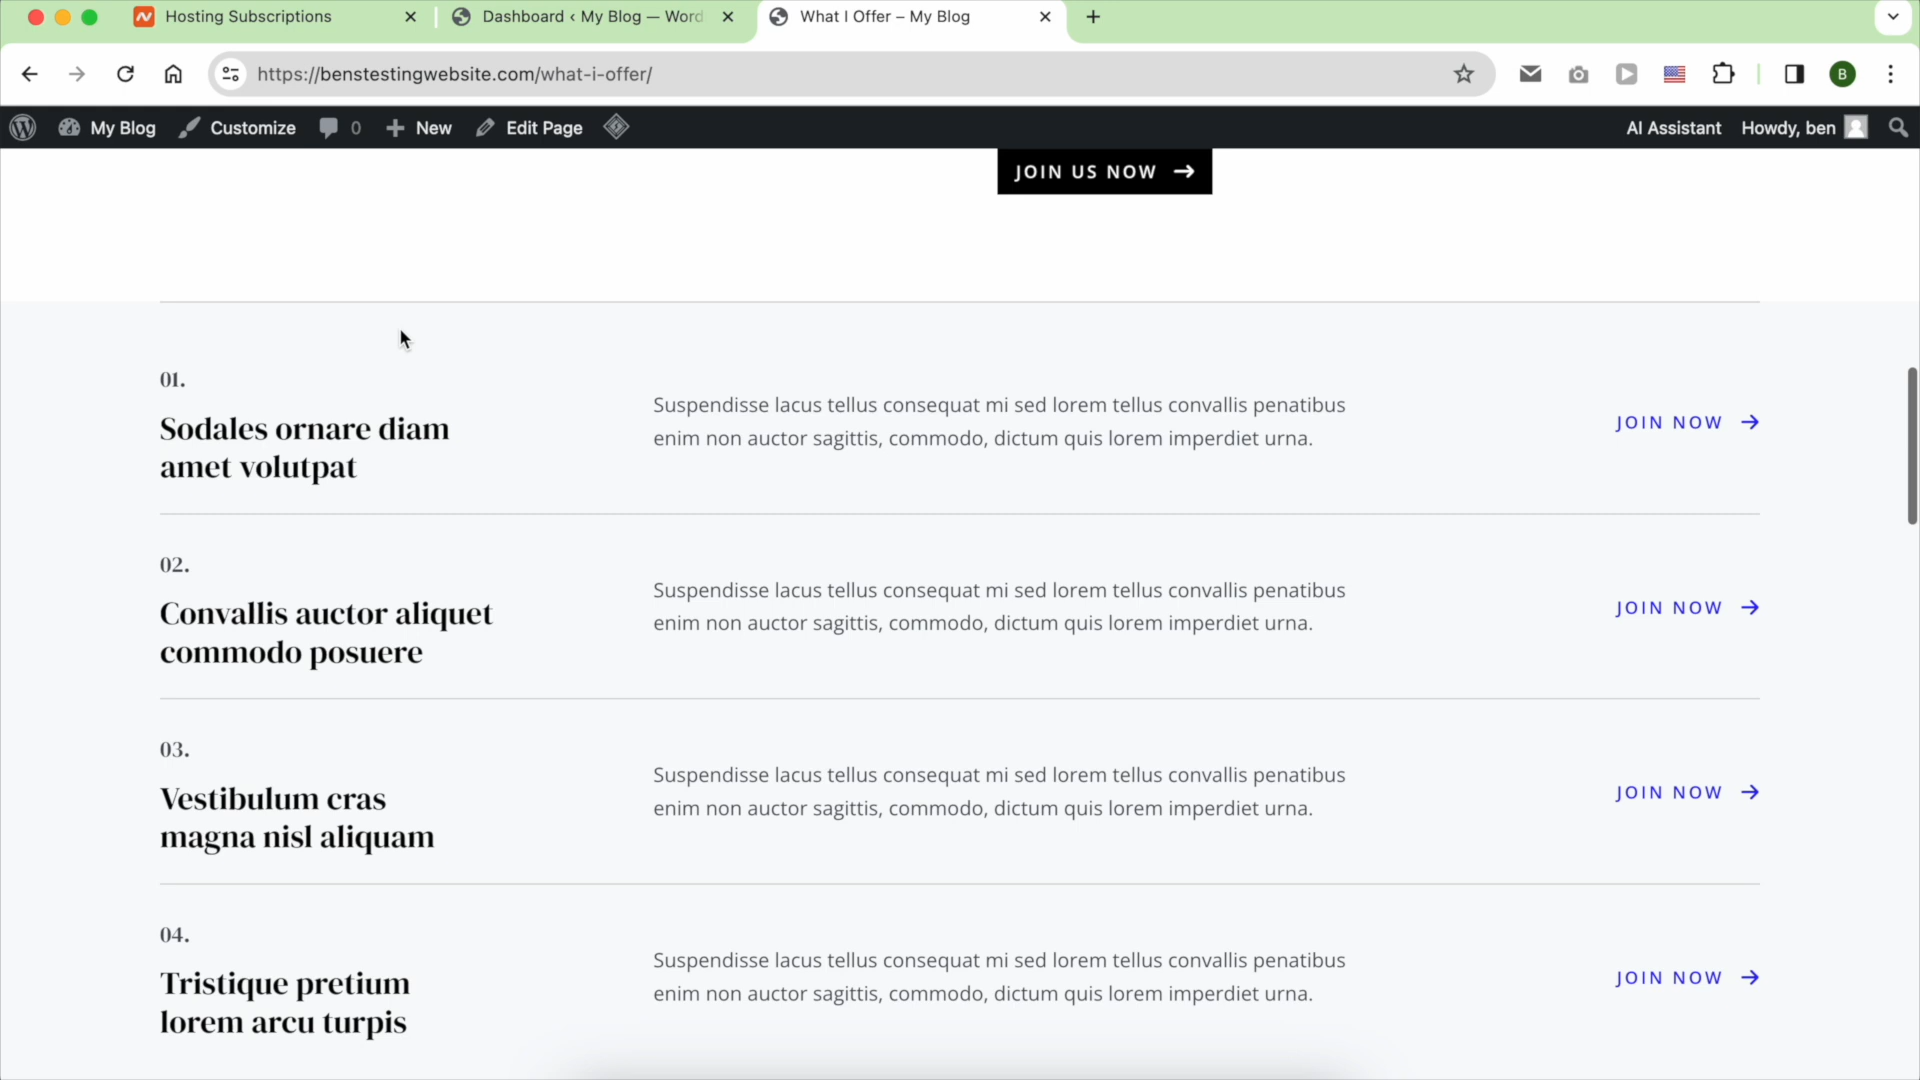 Hosting Subscriptions
Dashboard ‹ My Blog — Word
What I Offer – My Blog
https://benstestingwebsite.com/what-i-offer/
B
My Blog
Customize
0
New
Edit Page
AI Assistant
Howdy, ben
JOIN US NOW →
01.
Sodales ornare diam
amet volutpat
Suspendisse lacus tellus consequat mi sed lorem tellus convallis penatibus
enim non auctor sagittis, commodo, dictum quis lorem imperdiet urna.
JOIN NOW →
02.
Convallis auctor aliquet
commodo posuere
Suspendisse lacus tellus consequat mi sed lorem tellus convallis penatibus
enim non auctor sagittis, commodo, dictum quis lorem imperdiet urna.
JOIN NOW →
03.
Vestibulum cras
magna nisl aliquam
Suspendisse lacus tellus consequat mi sed lorem tellus convallis penatibus
enim non auctor sagittis, commodo, dictum quis lorem imperdiet urna.
JOIN NOW →
04.
Tristique pretium
lorem arcu turpis
Suspendisse lacus tellus consequat mi sed lorem tellus convallis penatibus
enim non auctor sagittis, commodo, dictum quis lorem imperdiet urna.
JOIN NOW →